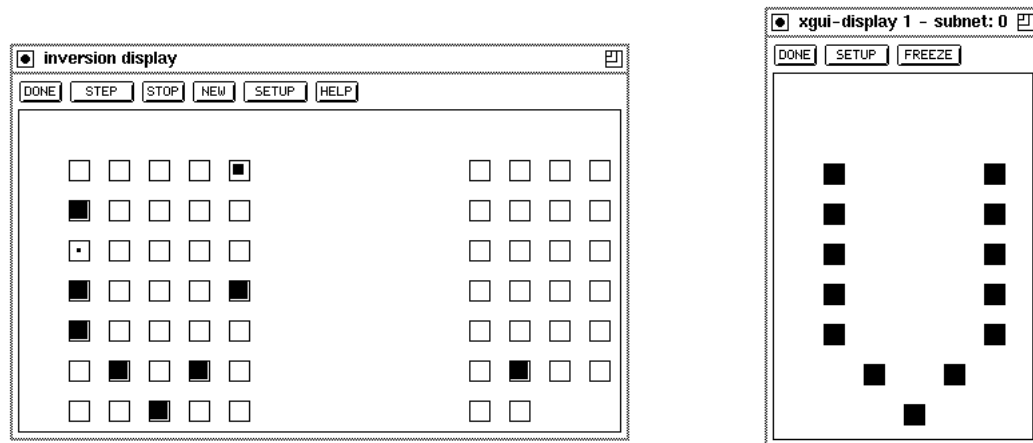 inversion display
DONE STEP STOP NEW SETUP HELP
xgui-display 1 - subnet: 0
DONE SETUP FREEZE